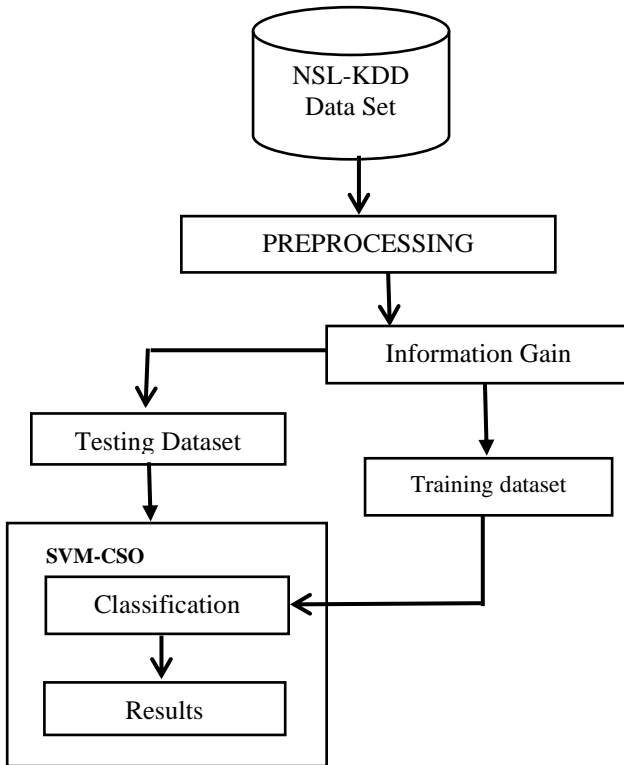 NSL-KDD
Data Set
PREPROCESSING
Information Gain
Testing Dataset
Training dataset
SVM-CSO
Classification
Results